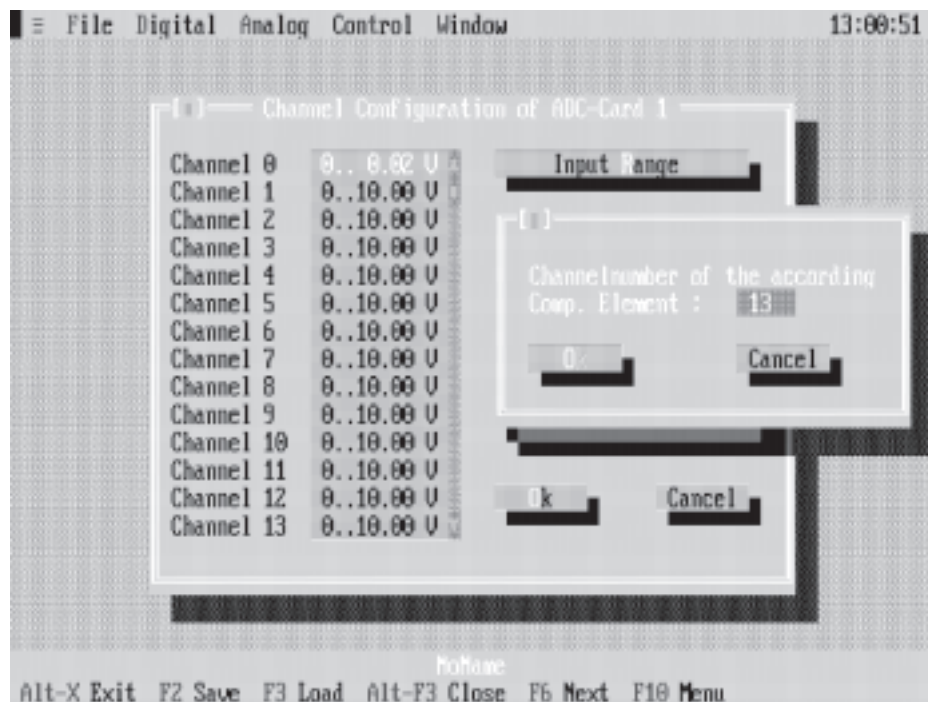 ≡ File Digital Analog Control Window 13:00:51
Channel Configuration of ADC-Card 1
Channel 0 0.. 0.02 V Input Range
Channel 1 0..10.00 V
Channel 2 0..10.00 V
Channel 3 0..10.00 V
Channel 4 0..10.00 V
Channel 5 0..10.00 V
Channel 6 0..10.00 V
Channel 7 0..10.00 V
Channel 8 0..10.00 V
Channel 9 0..10.00 V
Channel 10 0..10.00 V
Channel 11 0..10.00 V
Channel 12 0..10.00 V
Channel 13 0..10.00 V
Channelnumber of the according
Comp. Element : 13
Ok Cancel
Ok Cancel
NoName
Alt-X Exit F2 Save F3 Load Alt-F3 Close F6 Next F10 Menu